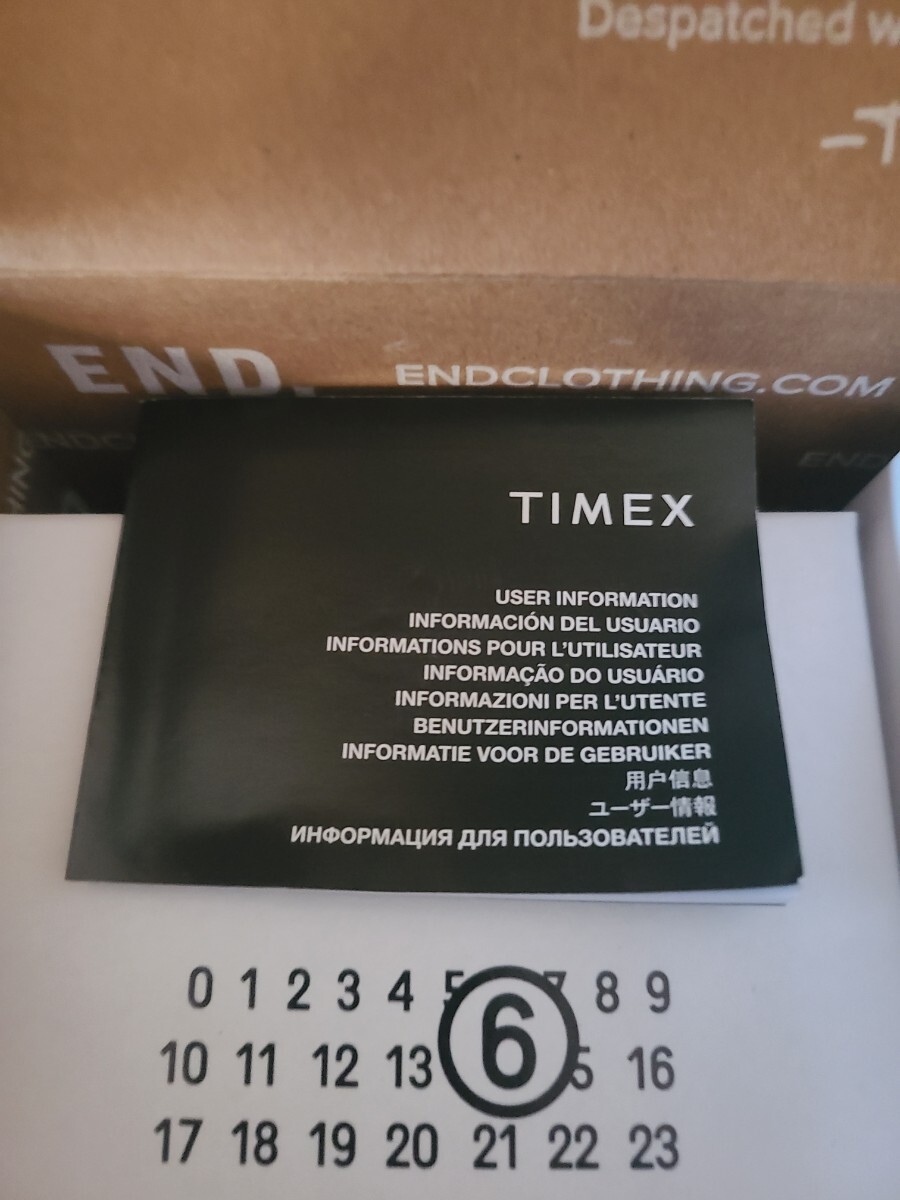 Despatched
END.
ENDCLOTHING.COM
TIMEX
USER INFORMATION
INFORMACIÓN DEL USUARIO
INFORMATIONS POUR L'UTILISATEUR
INFORMAÇÃO DO USUÁRIO
INFORMAZIONI PER L'UTENTE
BENUTZERINFORMATIONEN
INFORMATIE VOOR DE GEBRUIKER
用户信息
ユーザー情報
ИНФОРМАЦИЯ ДЛЯ ПОЛЬЗОВАТЕЛЕЙ
0 1 2 3 4 5 7 8 9
6
10 11 12 13 5 16
17 18 19 20 21 22 23